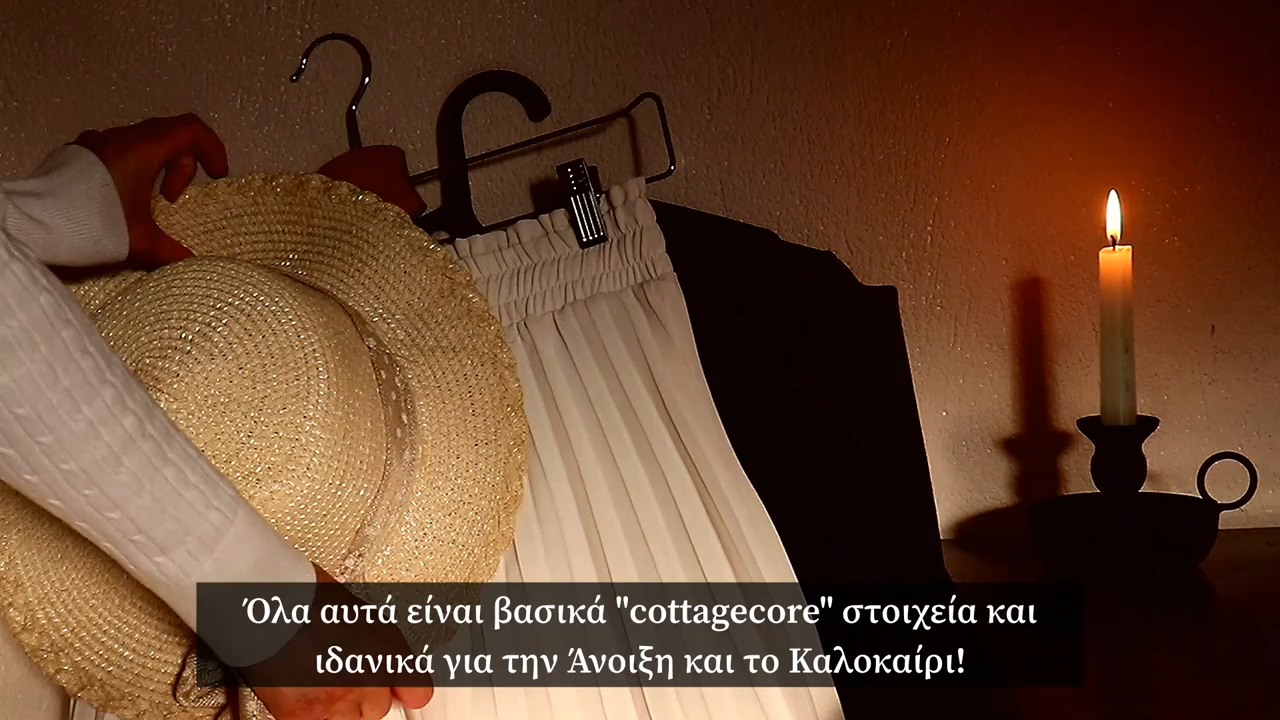 Όλα αυτά είναι βασικά "cottagecore" στοιχεία και
ιδανικά για την Άνοιξη και το Καλοκαίρι!